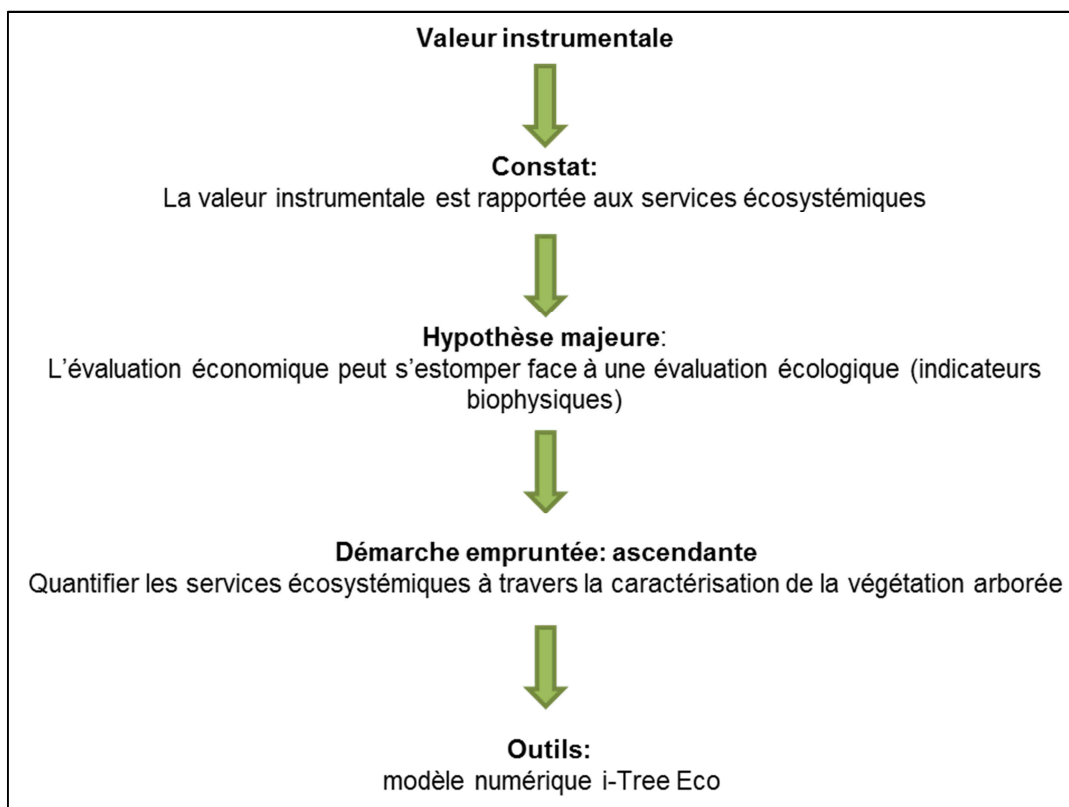 Valeur instrumentale
Constat:
La valeur instrumentale est rapportée aux services écosystémiques
Hypothèse majeure:
L’évaluation économique peut s’estomper face à une évaluation écologique (indicateurs
biophysiques)
Démarche empruntée: ascendante
Quantifier les services écosystémiques à travers la caractérisation de la végétation arborée
Outils:
modèle numérique i-Tree Eco